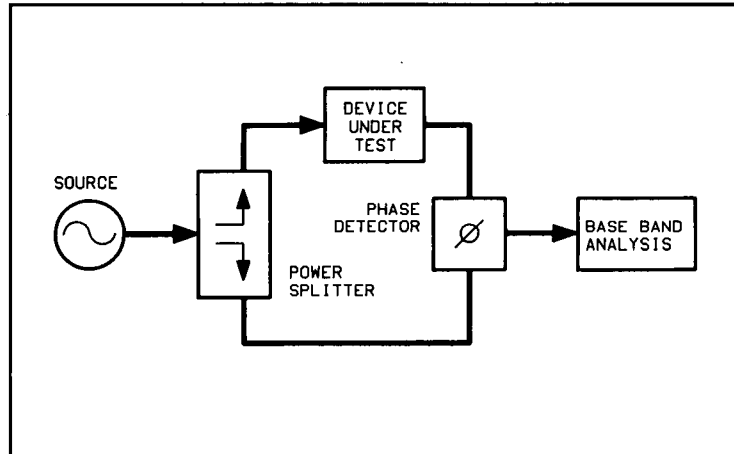 DEVICE
UNDER
TEST
SOURCE
PHASE
DETECTOR
BASE BAND
ANALYSIS
POWER
SPLITTER